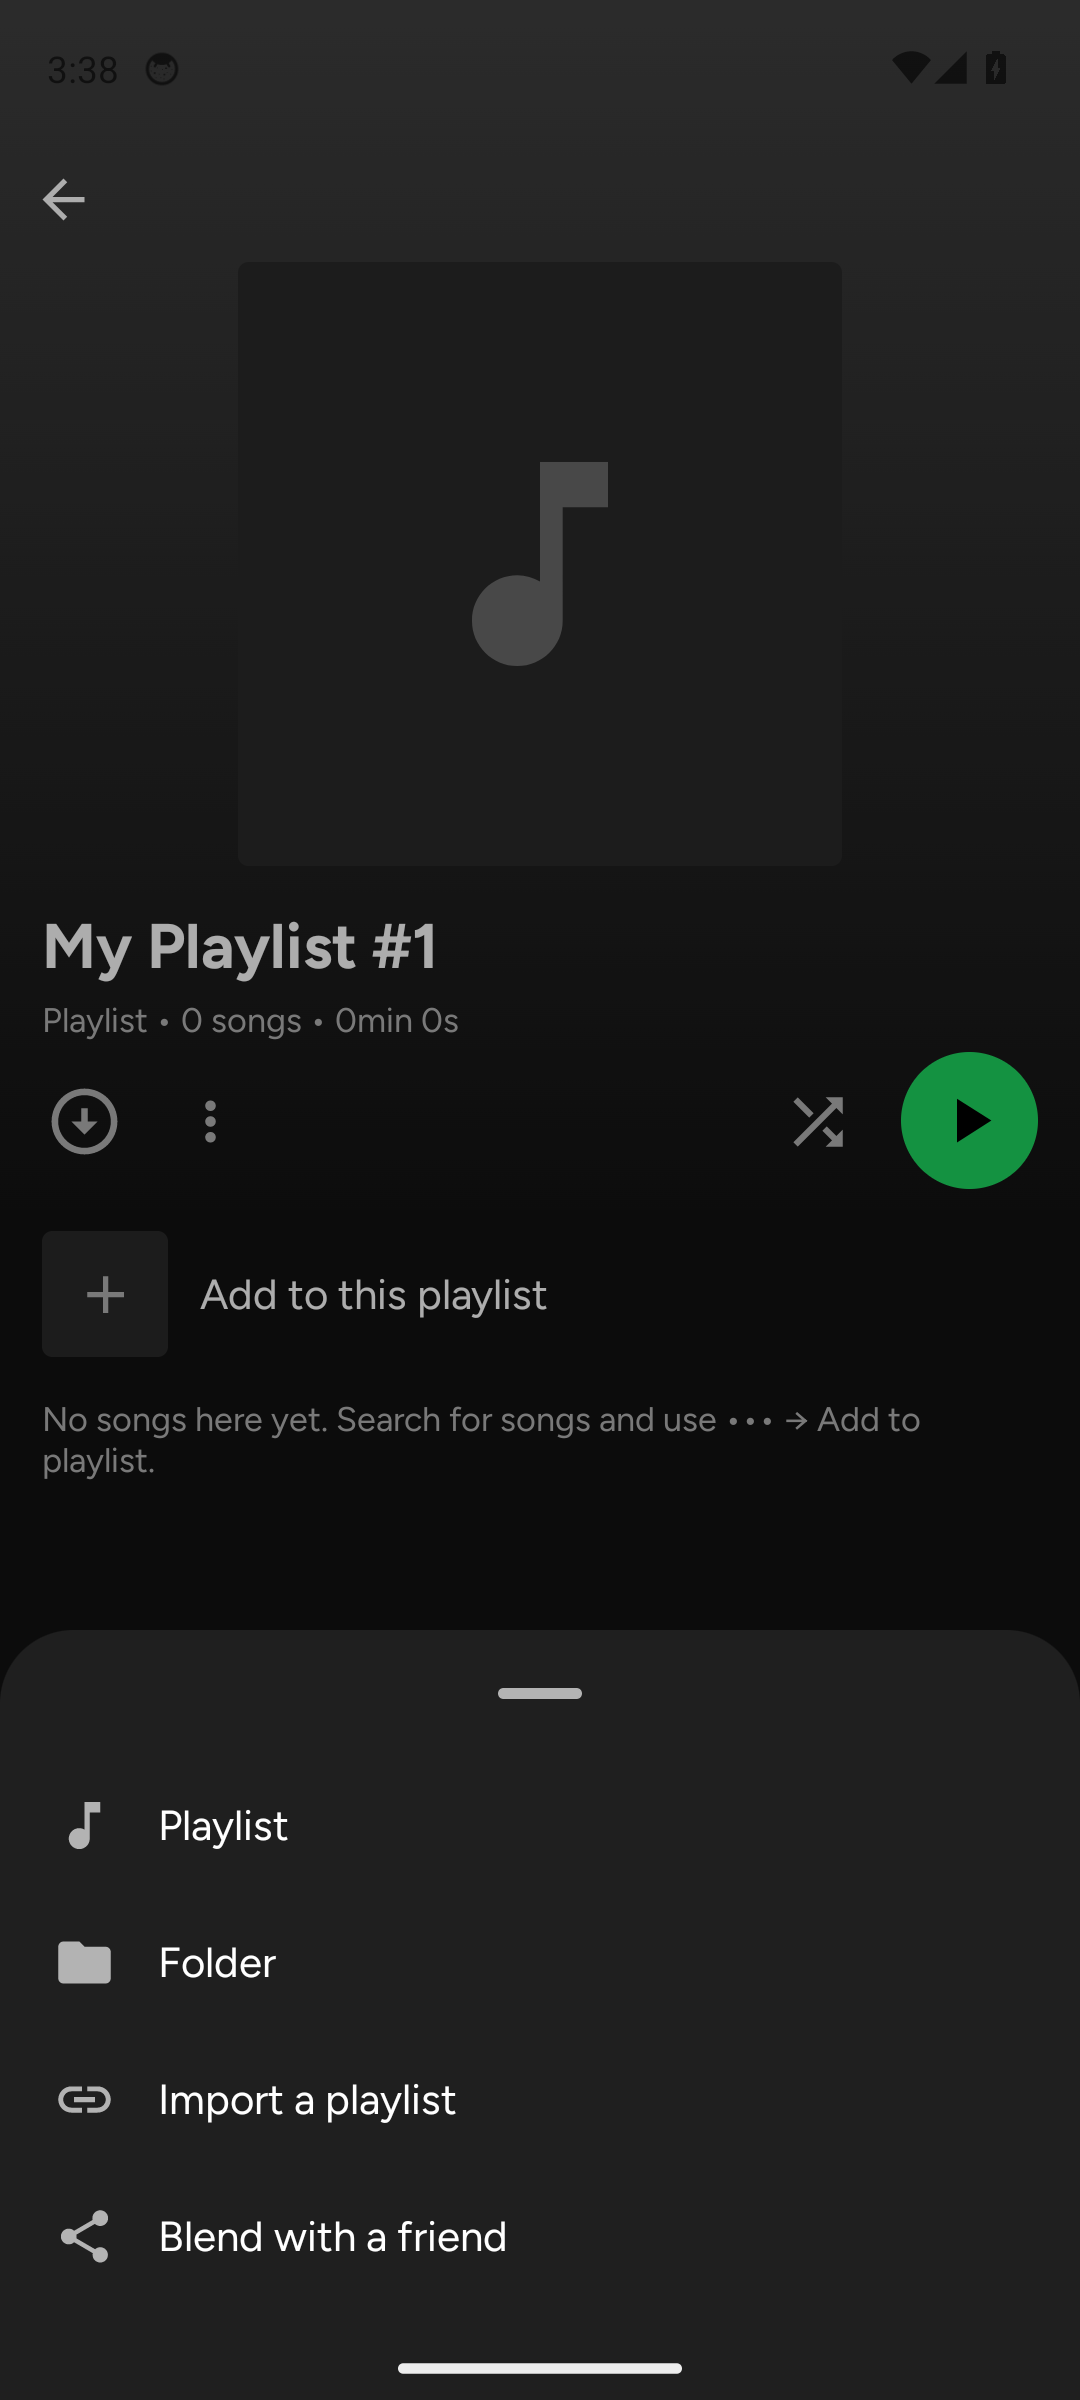 3:38
My Playlist #1
Playlist • 0 songs • 0min 0s
Add to this playlist
No songs here yet. Search for songs and use ••• → Add to
playlist.
Playlist
Folder
Import a playlist
Blend with a friend